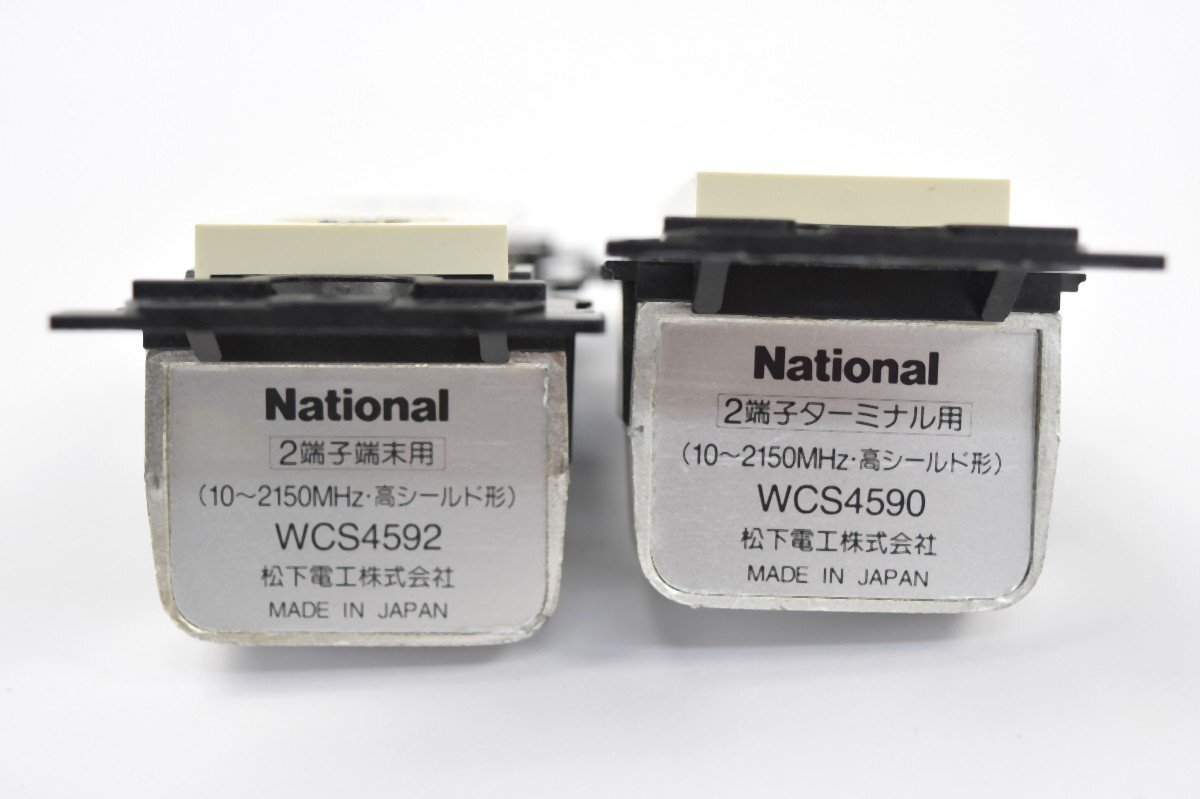 National
2端子端末用
(10～2150MHz･高シールド形)
WCS4592
松下電工株式会社
MADE IN JAPAN
National
2端子ターミナル用
(10～2150MHz･高シールド形)
WCS4590
松下電工株式会社
MADE IN JAPAN